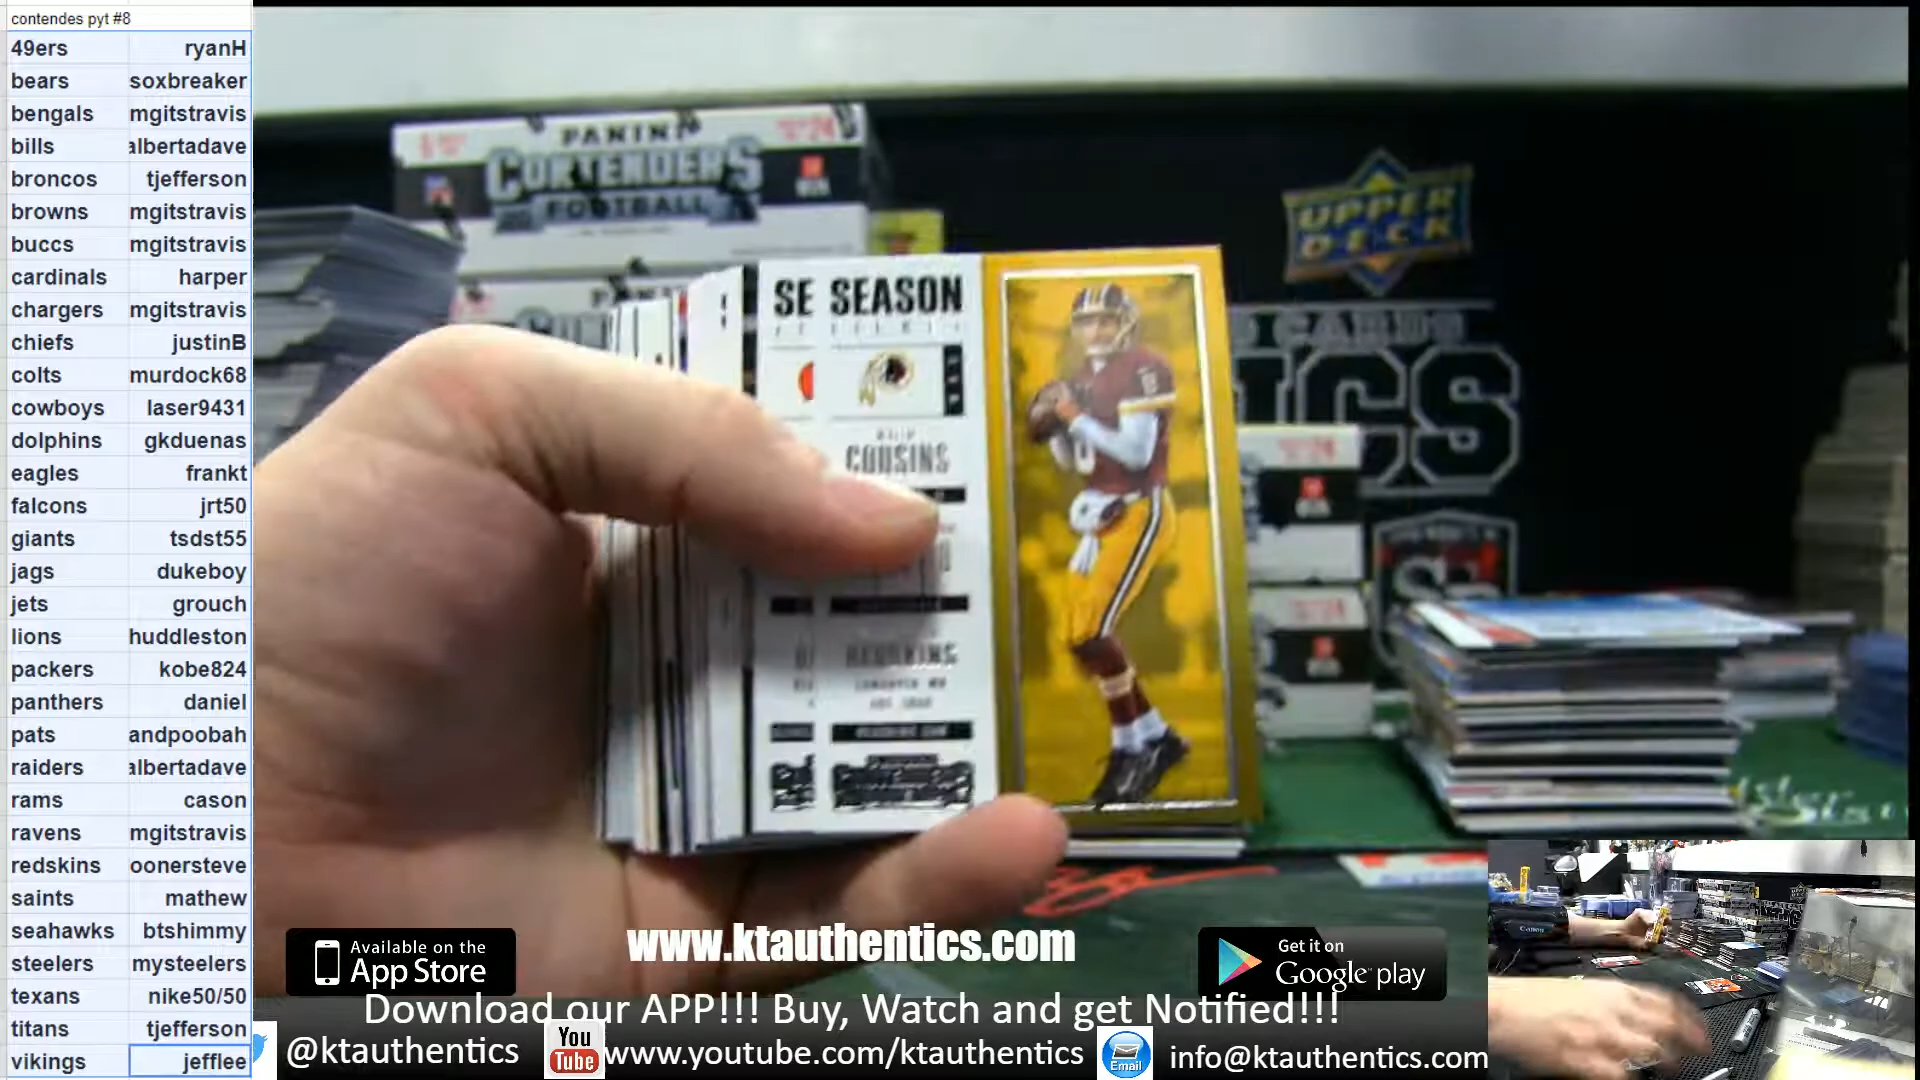 contendes pyt #8
49ers ryanH
bears soxbreaker
bengals mgitstravis
bills albertadave
broncos tjefferson
browns mgitstravis
buccs mgitstravis
cardinals harper
chargers mgitstravis
chiefs justinB
colts murdock68
cowboys laser9431
dolphins gkduenas
eagles frankt
falcons jrt50
giants tsdst55
jags dukeboy
jets grouch
lions huddleston
packers kobe824
panthers daniel
pats andpoobah
raiders albertadave
rams cason
ravens mgitstravis
redskins oonersteve
saints mathew
seahawks btshimmy
steelers mysteelers
texans nike50/50
titans tjefferson
vikings jefflee
PANINI
CONTENDERS
FOOTBALL
UPPER
DECK
SE SEASON
COUSINS
REDSKINS
Available on the
App Store
www.ktauthentics.com
Get it on
Google play
Download our APP!!! Buy, Watch and get Notified!!!
@ktauthentics
You
Tube
www.youtube.com/ktauthentics
Email
info@ktauthentics.com